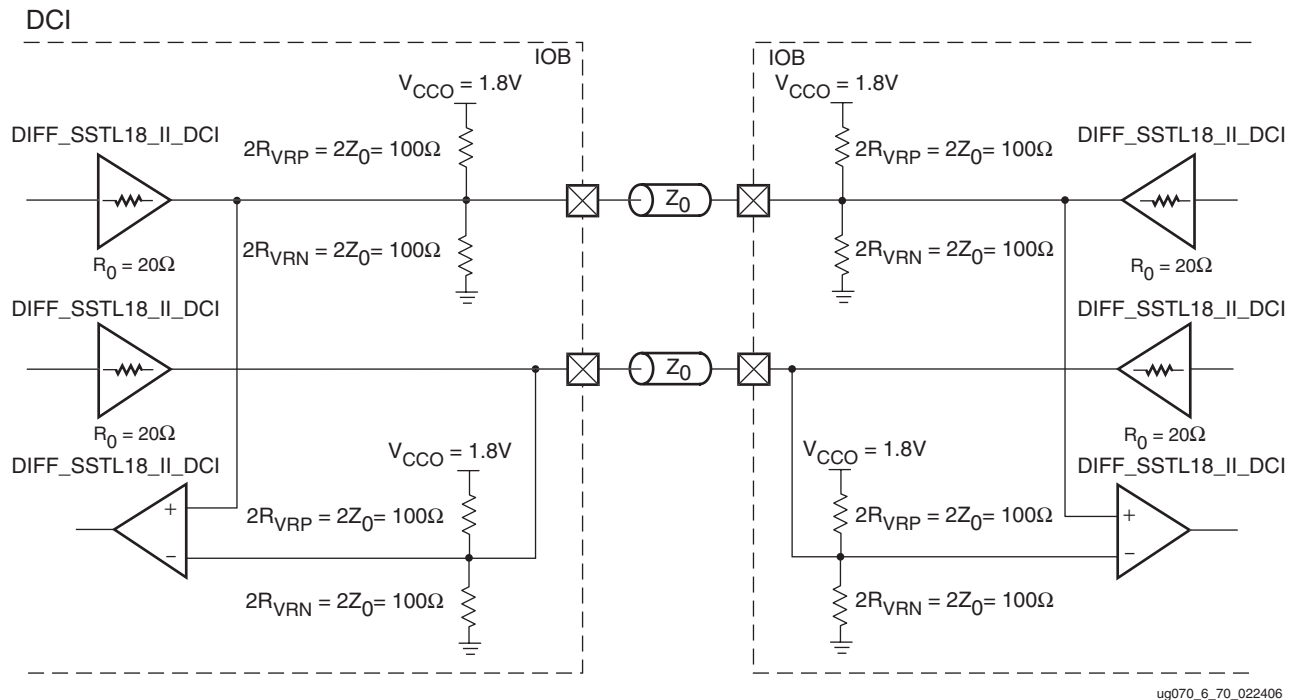 DCI
IOB
IOB
V_CCO = 1.8V
V_CCO = 1.8V
DIFF_SSTL18_II_DCI
2R_VRP = 2Z_0= 100Ω
2R_VRP = 2Z_0= 100Ω
DIFF_SSTL18_II_DCI
Z_0
2R_VRN = 2Z_0= 100Ω
2R_VRN = 2Z_0= 100Ω
R_0 = 20Ω
R_0 = 20Ω
DIFF_SSTL18_II_DCI
DIFF_SSTL18_II_DCI
Z_0
R_0 = 20Ω
R_0 = 20Ω
V_CCO = 1.8V
V_CCO = 1.8V
DIFF_SSTL18_II_DCI
DIFF_SSTL18_II_DCI
+
2R_VRP = 2Z_0= 100Ω
2R_VRP = 2Z_0= 100Ω
+
–
–
2R_VRN = 2Z_0= 100Ω
2R_VRN = 2Z_0= 100Ω
ug070_6_70_022406